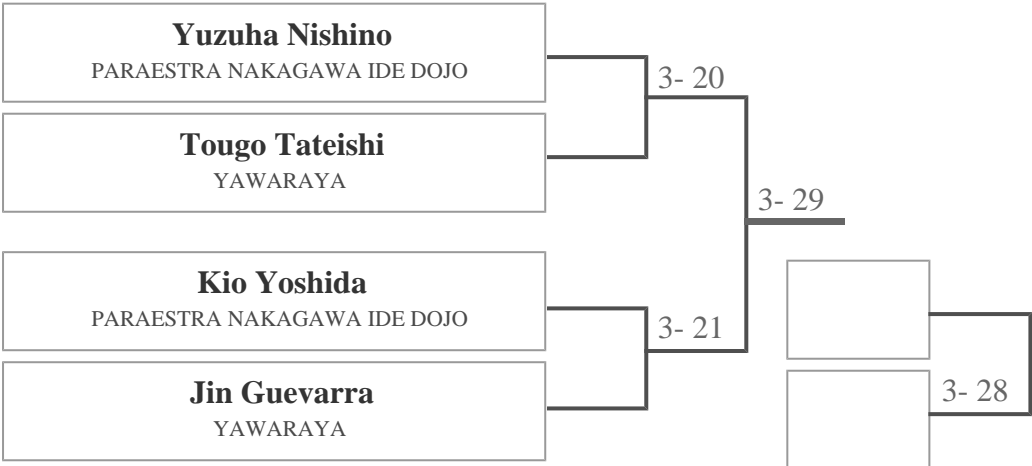 Yuzuha Nishino
PARAESTRA NAKAGAWA IDE DOJO
3- 20
Tougo Tateishi
YAWARAYA
3- 29
Kio Yoshida
PARAESTRA NAKAGAWA IDE DOJO
3- 21
Jin Guevarra
YAWARAYA
3- 28